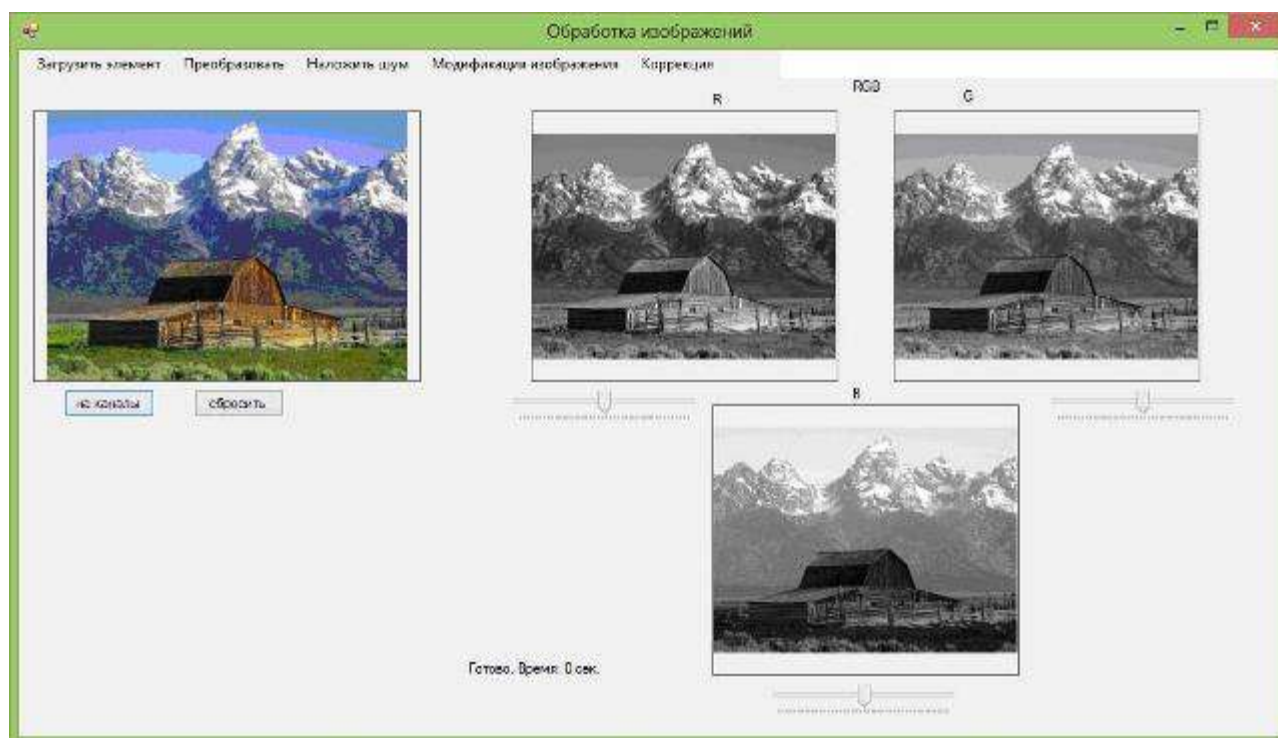 Обработка изображений
Загрузить элемент Преобразовать Наложить шум Модификация изображения Коррекция
RGB
R
G
на каналы
сбросить
B
Готово. Время: 0 сек.